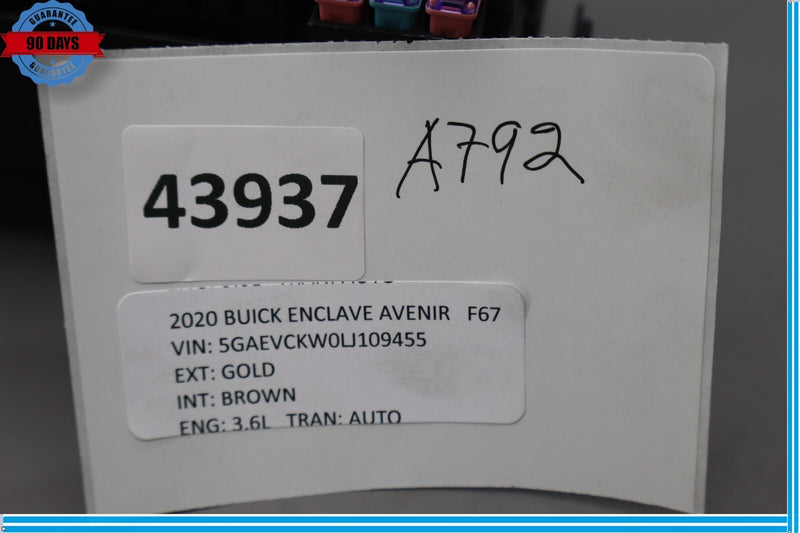 GUARANTEE
90 DAYS
GUARANTEE
A792
43937
2020 BUICK ENCLAVE AVENIR F67
VIN: 5GAEVCKW0LJ109455
EXT: GOLD
INT: BROWN
ENG: 3.6L TRAN: AUTO